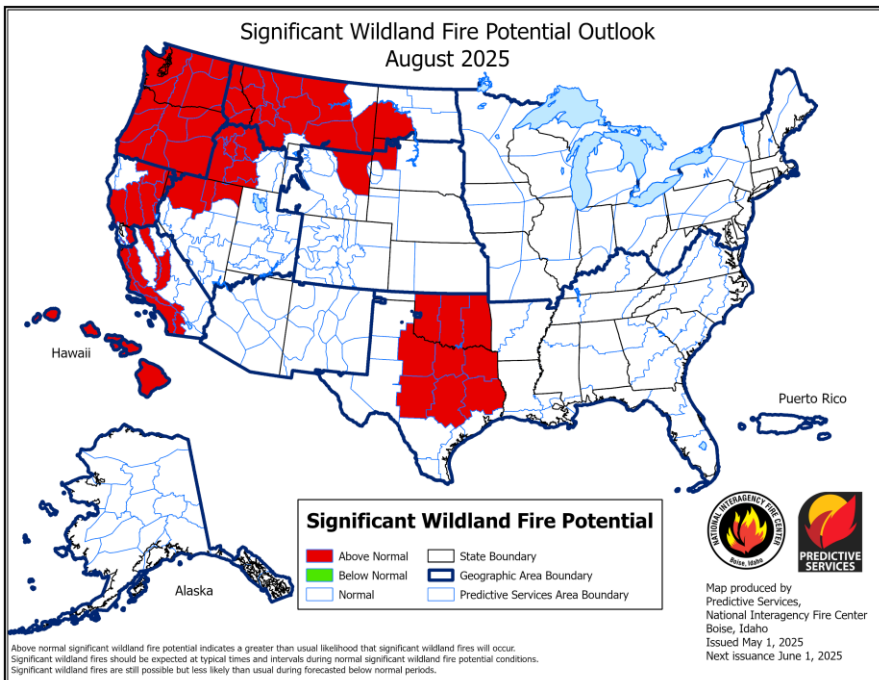 Significant Wildland Fire Potential Outlook
August 2025
Hawaii
Puerto Rico
Alaska
Significant Wildland Fire Potential
Above Normal
State Boundary
Below Normal
Geographic Area Boundary
Normal
Predictive Services Area Boundary
NATIONAL INTERAGENCY FIRE CENTER
Boise, Idaho
PREDICTIVE
SERVICES
Map produced by
Predictive Services,
National Interagency Fire Center
Boise, Idaho
Issued May 1, 2025
Next issuance June 1, 2025
Above normal significant wildland fire potential indicates a greater than usual likelihood that significant wildland fires will occur.
Significant wildland fires should be expected at typical times and intervals during normal significant wildland fire potential conditions.
Significant wildland fires are still possible but less likely than usual during forecasted below normal periods.